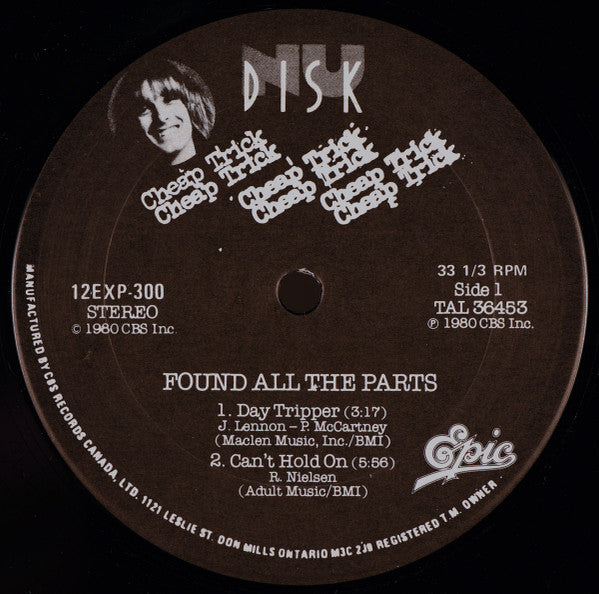 NU
DISK
Cheap Trick Cheap Trick Cheap Trick
Cheap Trick Cheap Trick Cheap Trick
12EXP-300
STEREO
© 1980 CBS Inc.
33 1/3 RPM
Side 1
TAL 36453
℗ 1980 CBS Inc.
FOUND ALL THE PARTS
1. Day Tripper (3:17)
J. Lennon – P. McCartney
(Maclen Music, Inc./BMI)
2. Can't Hold On (5:56)
R. Nielsen
(Adult Music/BMI)
Epic
MANUFACTURED BY CBS RECORDS CANADA, LTD. 1121 LESLIE ST. DON MILLS ONTARIO M3C 2J9 REGISTERED T.M. OWNER